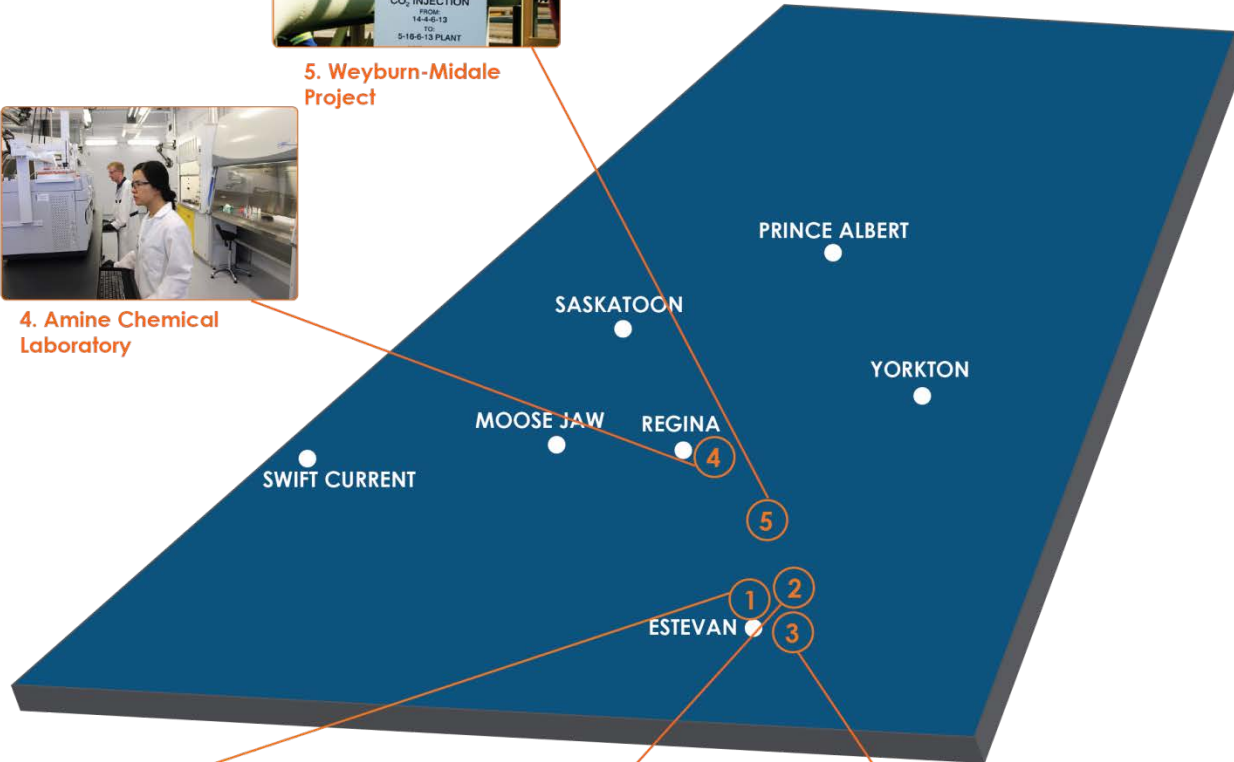 CO₂ INJECTION
FROM:
14-4-6-13
TO:
5-16-6-13 PLANT
5. Weyburn-Midale
Project
4. Amine Chemical
Laboratory
PRINCE ALBERT
SASKATOON
YORKTON
MOOSE JAW
REGINA
4
SWIFT CURRENT
5
2
1
ESTEVAN
3